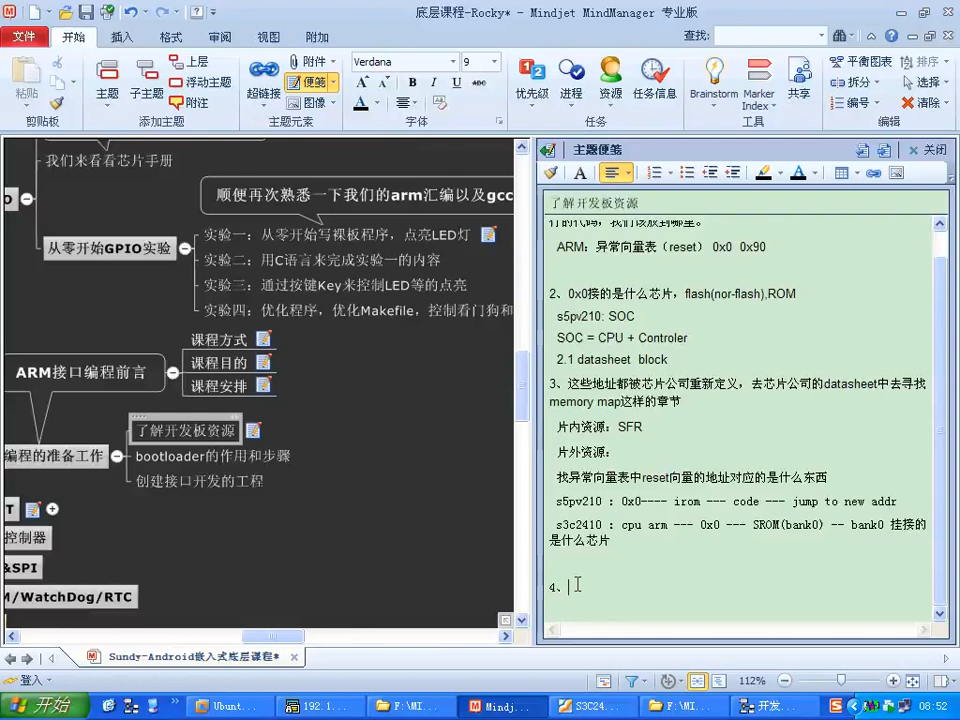 底层课程-Rocky* - Mindjet MindManager 专业版
文件 开始 插入 格式 审阅 视图 附加 查找:
粘贴 主题 子主题 上层 浮动主题 附注 超链接 附件 便笺 图像 Verdana 9 优先级 进程 资源 任务信息 Brainstorm Marker Index 共享 平衡图表 拆分 编号 排序 选择 清除
A A B I U abc
A
剪贴板 添加主题 主题元素 字体 任务 工具 编辑
我们来看看芯片手册
O
顺便再次熟悉一下我们的arm汇编以及gcc
从零开始GPIO实验
实验一：从零开始写裸板程序，点亮LED灯
实验二：用C语言来完成实验一的内容
实验三：通过按键Key来控制LED等的点亮
实验四：优化程序，优化Makefile，控制看门狗和
ARM接口编程前言
课程方式
课程目的
课程安排
编程的准备工作
了解开发板资源
bootloader的作用和步骤
创建接口开发的工程
T
控制器
&SPI
M/WatchDog/RTC
主题便笺 关闭
了解开发板资源
行的代码，我们该放到哪里。
ARM：异常向量表（reset） 0x0 0x90
2、0x0接的是什么芯片，flash(nor-flash),ROM
s5pv210: SOC
SOC = CPU + Controler
2.1 datasheet block
3、这些地址都被芯片公司重新定义，去芯片公司的datasheet中去寻找
memory map这样的章节
片内资源：SFR
片外资源：
找异常向量表中reset向量的地址对应的是什么东西
s5pv210 : 0x0---- irom --- code --- jump to new addr
s3c2410 : cpu arm --- 0x0 --- SROM(bank0) -- bank0 挂接的
是什么芯片
4、
Sundy-Android嵌入式底层课程*
登入 112%
开始 Ubunt... 192.1... F:\MI... Mindj... S3C24... F:\MI... 开发... 08:52